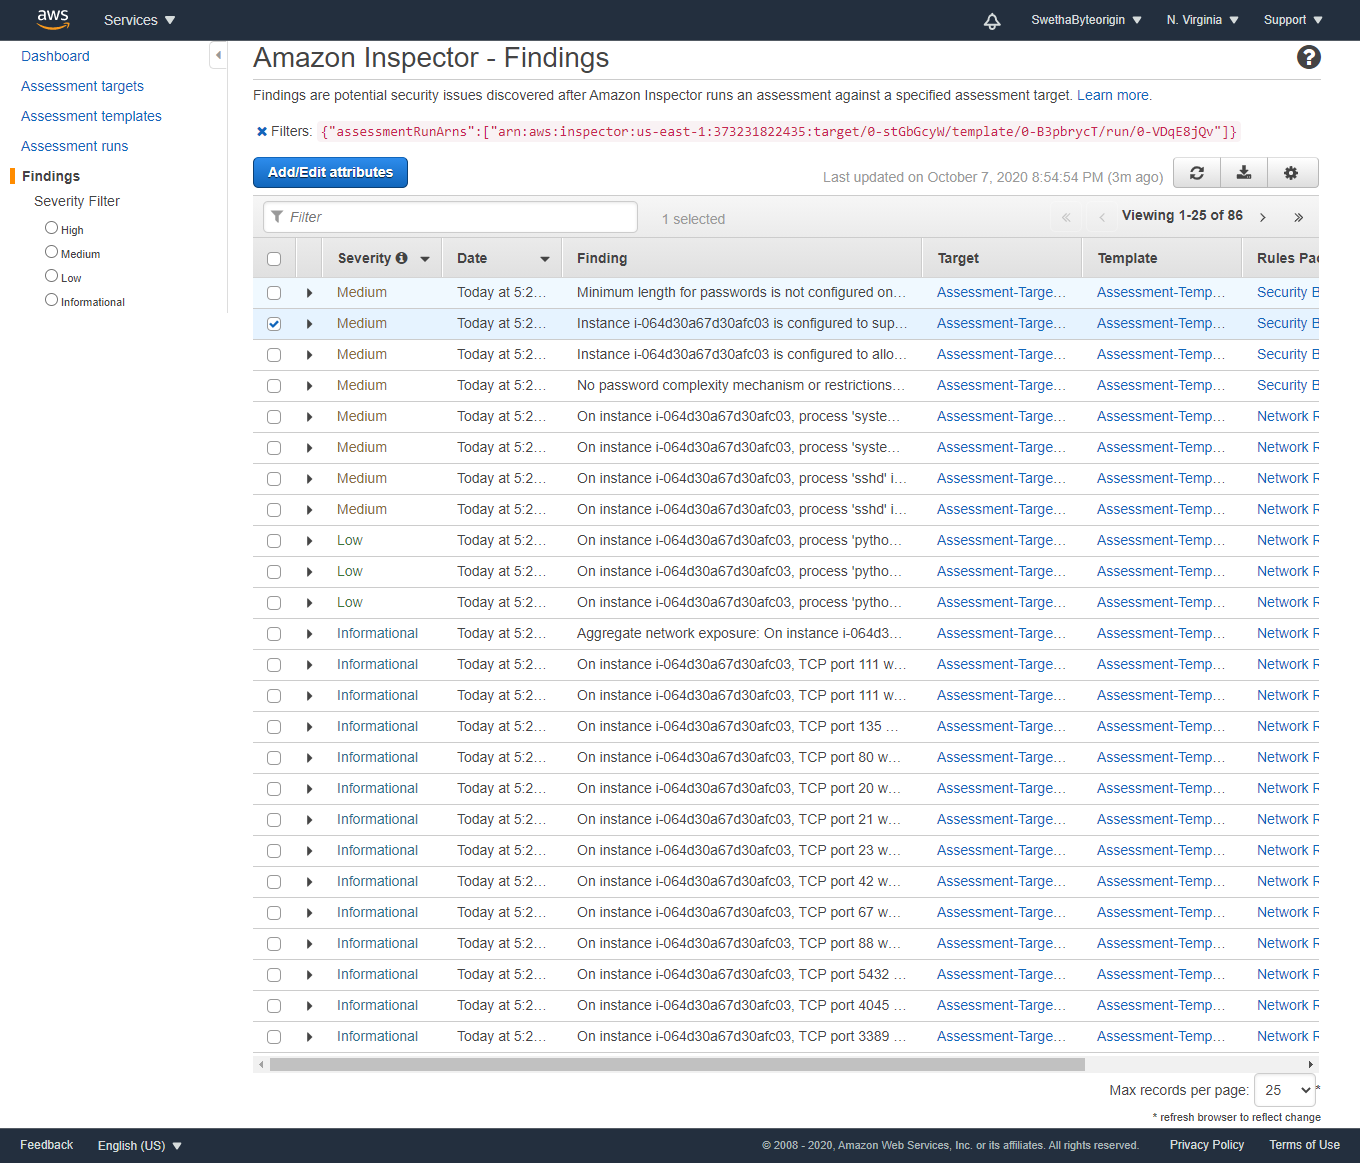 aws Services SwethaByteorigin N. Virginia Support
Dashboard
Assessment targets
Assessment templates
Assessment runs
Findings
Severity Filter
High
Medium
Low
Informational
Amazon Inspector - Findings
Findings are potential security issues discovered after Amazon Inspector runs an assessment against a specified assessment target. Learn more.
Filters: {"assessmentRunArns":["arn:aws:inspector:us-east-1:373231822435:target/0-stGbGcyW/template/0-B3pbrycT/run/0-VDqE8jQv"]}
Add/Edit attributes Last updated on October 7, 2020 8:54:54 PM (3m ago)
Filter 1 selected « ‹ Viewing 1-25 of 86 › »
Severity Date Finding Target Template Rules Pac
Medium Today at 5:2... Minimum length for passwords is not configured on... Assessment-Targe... Assessment-Temp... Security B
Medium Today at 5:2... Instance i-064d30a67d30afc03 is configured to sup... Assessment-Targe... Assessment-Temp... Security B
Medium Today at 5:2... Instance i-064d30a67d30afc03 is configured to allo... Assessment-Targe... Assessment-Temp... Security B
Medium Today at 5:2... No password complexity mechanism or restrictions... Assessment-Targe... Assessment-Temp... Security B
Medium Today at 5:2... On instance i-064d30a67d30afc03, process 'syste... Assessment-Targe... Assessment-Temp... Network R
Medium Today at 5:2... On instance i-064d30a67d30afc03, process 'syste... Assessment-Targe... Assessment-Temp... Network R
Medium Today at 5:2... On instance i-064d30a67d30afc03, process 'sshd' i... Assessment-Targe... Assessment-Temp... Network R
Medium Today at 5:2... On instance i-064d30a67d30afc03, process 'sshd' i... Assessment-Targe... Assessment-Temp... Network R
Low Today at 5:2... On instance i-064d30a67d30afc03, process 'pytho... Assessment-Targe... Assessment-Temp... Network R
Low Today at 5:2... On instance i-064d30a67d30afc03, process 'pytho... Assessment-Targe... Assessment-Temp... Network R
Low Today at 5:2... On instance i-064d30a67d30afc03, process 'pytho... Assessment-Targe... Assessment-Temp... Network R
Informational Today at 5:2... Aggregate network exposure: On instance i-064d3... Assessment-Targe... Assessment-Temp... Network R
Informational Today at 5:2... On instance i-064d30a67d30afc03, TCP port 111 w... Assessment-Targe... Assessment-Temp... Network R
Informational Today at 5:2... On instance i-064d30a67d30afc03, TCP port 111 w... Assessment-Targe... Assessment-Temp... Network R
Informational Today at 5:2... On instance i-064d30a67d30afc03, TCP port 135 ... Assessment-Targe... Assessment-Temp... Network R
Informational Today at 5:2... On instance i-064d30a67d30afc03, TCP port 80 w... Assessment-Targe... Assessment-Temp... Network R
Informational Today at 5:2... On instance i-064d30a67d30afc03, TCP port 20 w... Assessment-Targe... Assessment-Temp... Network R
Informational Today at 5:2... On instance i-064d30a67d30afc03, TCP port 21 w... Assessment-Targe... Assessment-Temp... Network R
Informational Today at 5:2... On instance i-064d30a67d30afc03, TCP port 23 w... Assessment-Targe... Assessment-Temp... Network R
Informational Today at 5:2... On instance i-064d30a67d30afc03, TCP port 42 w... Assessment-Targe... Assessment-Temp... Network R
Informational Today at 5:2... On instance i-064d30a67d30afc03, TCP port 67 w... Assessment-Targe... Assessment-Temp... Network R
Informational Today at 5:2... On instance i-064d30a67d30afc03, TCP port 88 w... Assessment-Targe... Assessment-Temp... Network R
Informational Today at 5:2... On instance i-064d30a67d30afc03, TCP port 5432 ... Assessment-Targe... Assessment-Temp... Network R
Informational Today at 5:2... On instance i-064d30a67d30afc03, TCP port 4045 ... Assessment-Targe... Assessment-Temp... Network R
Informational Today at 5:2... On instance i-064d30a67d30afc03, TCP port 3389 ... Assessment-Targe... Assessment-Temp... Network R
Max records per page: 25 *
* refresh browser to reflect change
Feedback English (US) © 2008 - 2020, Amazon Web Services, Inc. or its affiliates. All rights reserved. Privacy Policy Terms of Use